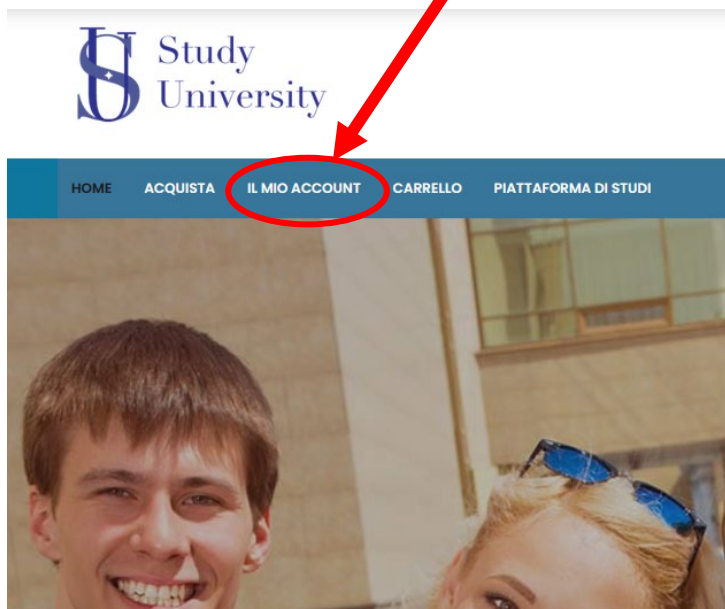 Study
University
HOME ACQUISTA IL MIO ACCOUNT CARRELLO PIATTAFORMA DI STUDI